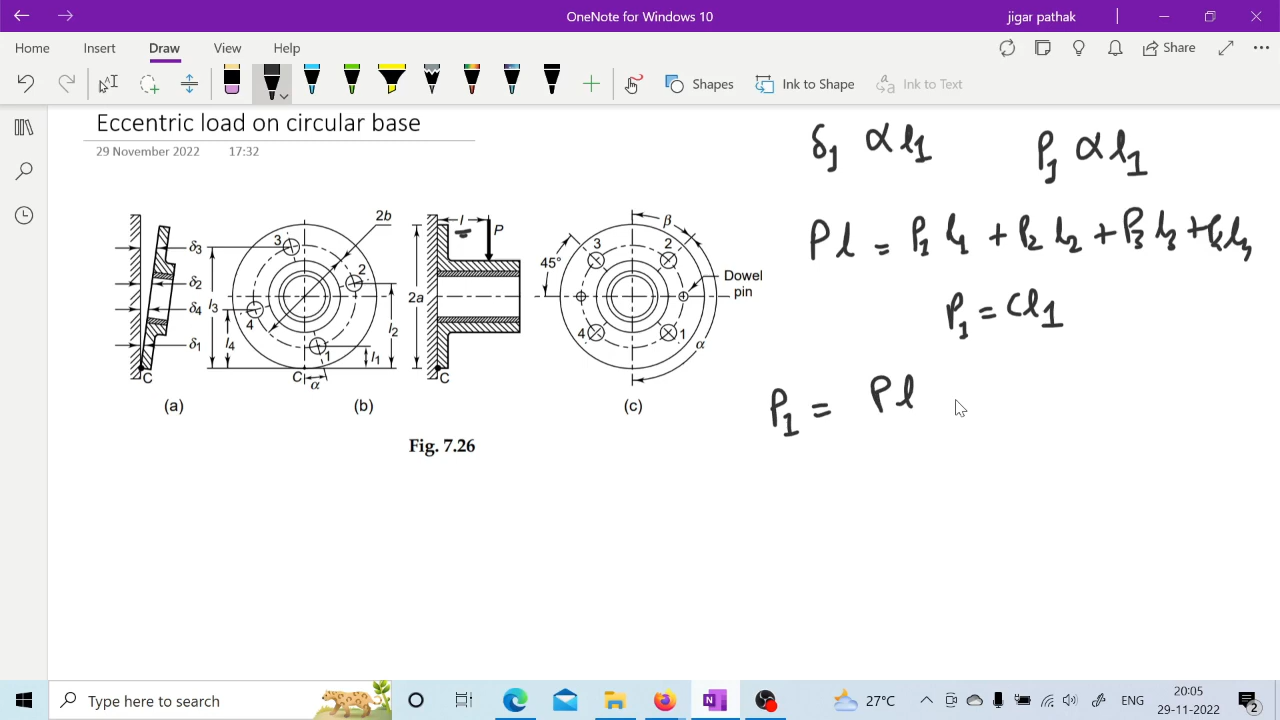 OneNote for Windows 10
jigar pathak
Home Insert Draw View Help
Share
Shapes Ink to Shape Ink to Text
Eccentric load on circular base
29 November 2022 17:32
δ1 ∝ l1 P1 ∝ l1
Pl = P1 l1 + P2 l2 + P3 l3 +
P1 = Cl1
P1 = Pl
δ3
δ2
δ4
δ1
l3
l4
C
(a)
2b
3
2
4
1
l2
l1
C
α
(b)
l
P
2a
C
β
45°
3
2
Dowel
pin
4
1
α
(c)
Fig. 7.26
Type here to search
27°C
ENG
20:05
29-11-2022
2